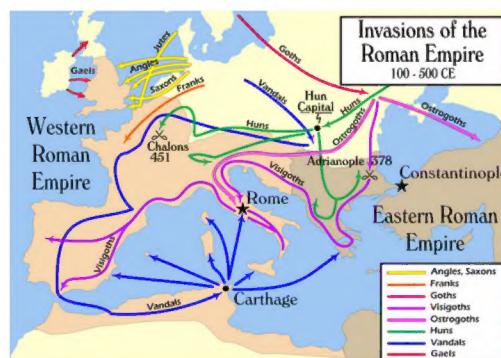 Invasions of the
Roman Empire
100 - 500 CE
Jutes
Angles
Saxons
Gaels
Franks
Goths
Vandals
Hun
Capital
Huns
Ostrogoths
Ostrogoths
Huns
Chalons
451
Adrianople 378
Constantinople
Western
Roman
Empire
Visigoths
Rome
Eastern Roman
Empire
Visigoths
Vandals
Carthage
Angles, Saxons
Franks
Goths
Visigoths
Ostrogoths
Huns
Vandals
Gaels